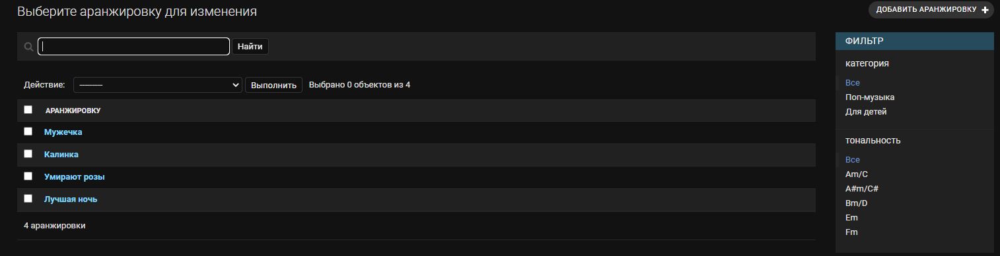 Выберите аранжировку для изменения
ДОБАВИТЬ АРАНЖИРОВКУ +
Найти
Действие: --------- Выполнить Выбрано 0 объектов из 4
АРАНЖИРОВКУ
Мужечка
Калинка
Умирают розы
Лучшая ночь
4 аранжировки
ФИЛЬТР
категория
Все
Поп-музыка
Для детей
тональность
Все
Am/C
A#m/C#
Bm/D
Em
Fm